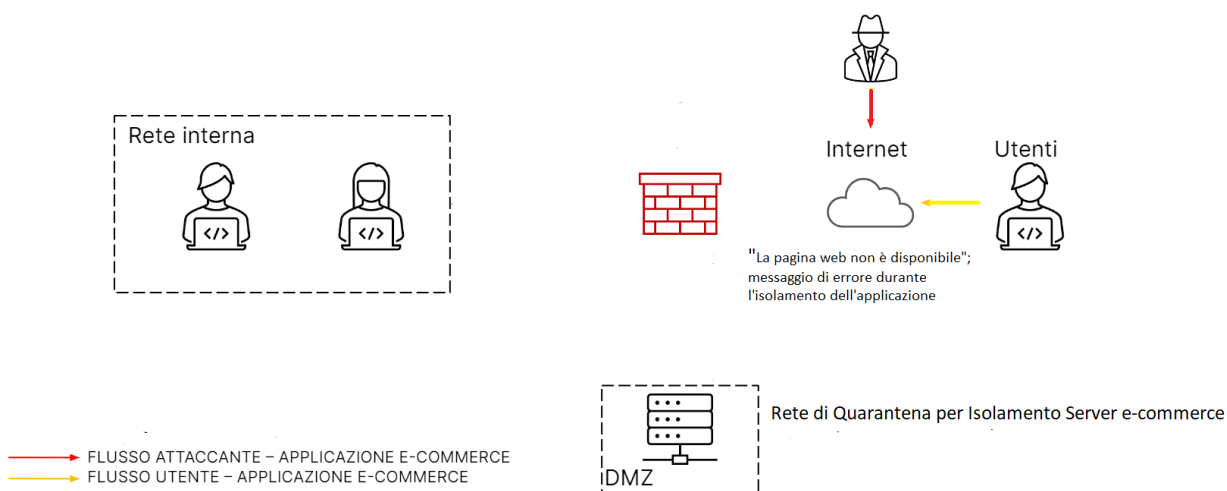 Rete interna
Internet
Utenti
</>
</>
</>
"La pagina web non è disponibile";
messaggio di errore durante
l'isolamento dell'applicazione
Rete di Quarantena per Isolamento Server e-commerce
DMZ
FLUSSO ATTACCANTE – APPLICAZIONE E-COMMERCE
FLUSSO UTENTE – APPLICAZIONE E-COMMERCE